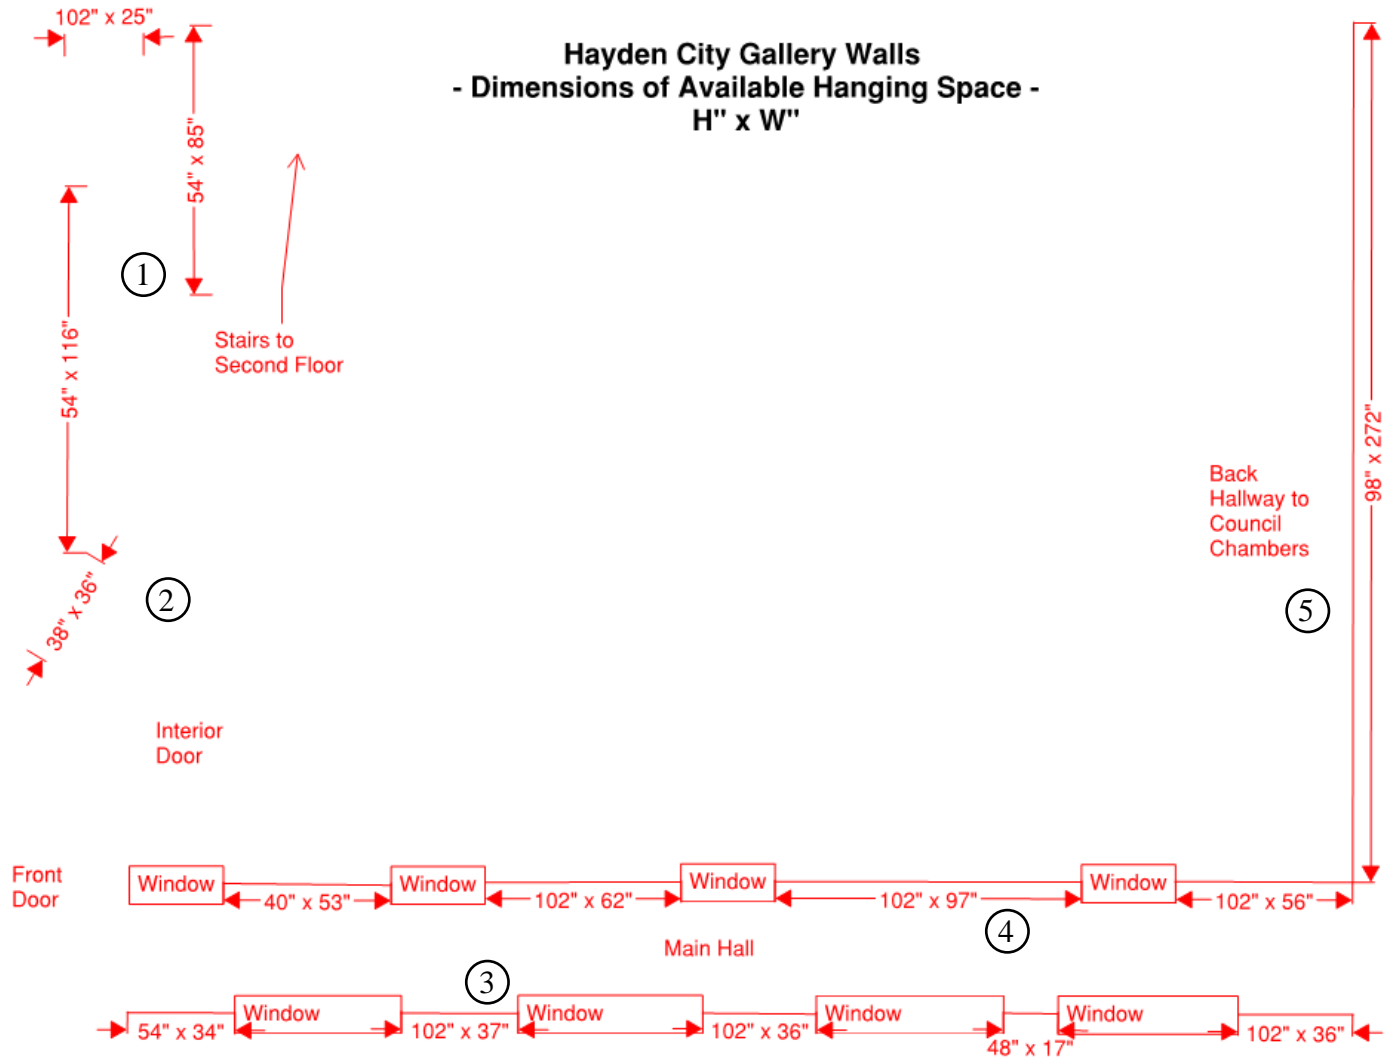 102" x 25"
Hayden City Gallery Walls
- Dimensions of Available Hanging Space -
H" x W"
54" x 85"
1
Stairs to
Second Floor
54" x 116"
98" x 272"
Back
Hallway to
Council
Chambers
38" x 36"
2
5
Interior
Door
Front
Door
Window
40" x 53"
Window
102" x 62"
Window
102" x 97"
Window
102" x 56"
4
Main Hall
3
54" x 34"
Window
102" x 37"
Window
102" x 36"
Window
48" x 17"
Window
102" x 36"